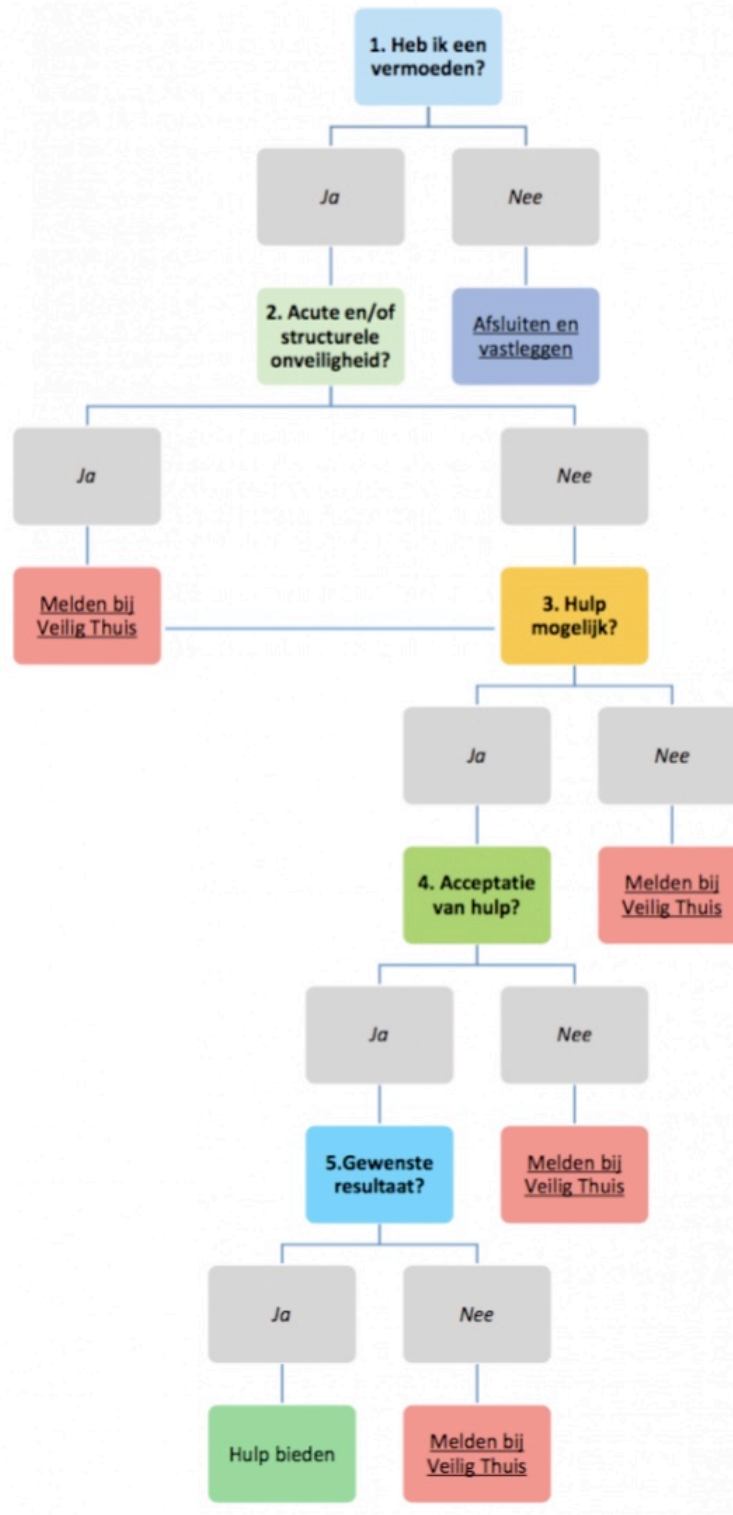 1. Heb ik een
vermoeden?
Ja
Nee
2. Acute en/of
structurele
onveiligheid?
Afsluiten en
vastleggen
Ja
Nee
Melden bij
Veilig Thuis
3. Hulp
mogelijk?
Ja
Nee
4. Acceptatie
van hulp?
Melden bij
Veilig Thuis
Ja
Nee
5.Gewenste
resultaat?
Melden bij
Veilig Thuis
Ja
Nee
Hulp bieden
Melden bij
Veilig Thuis